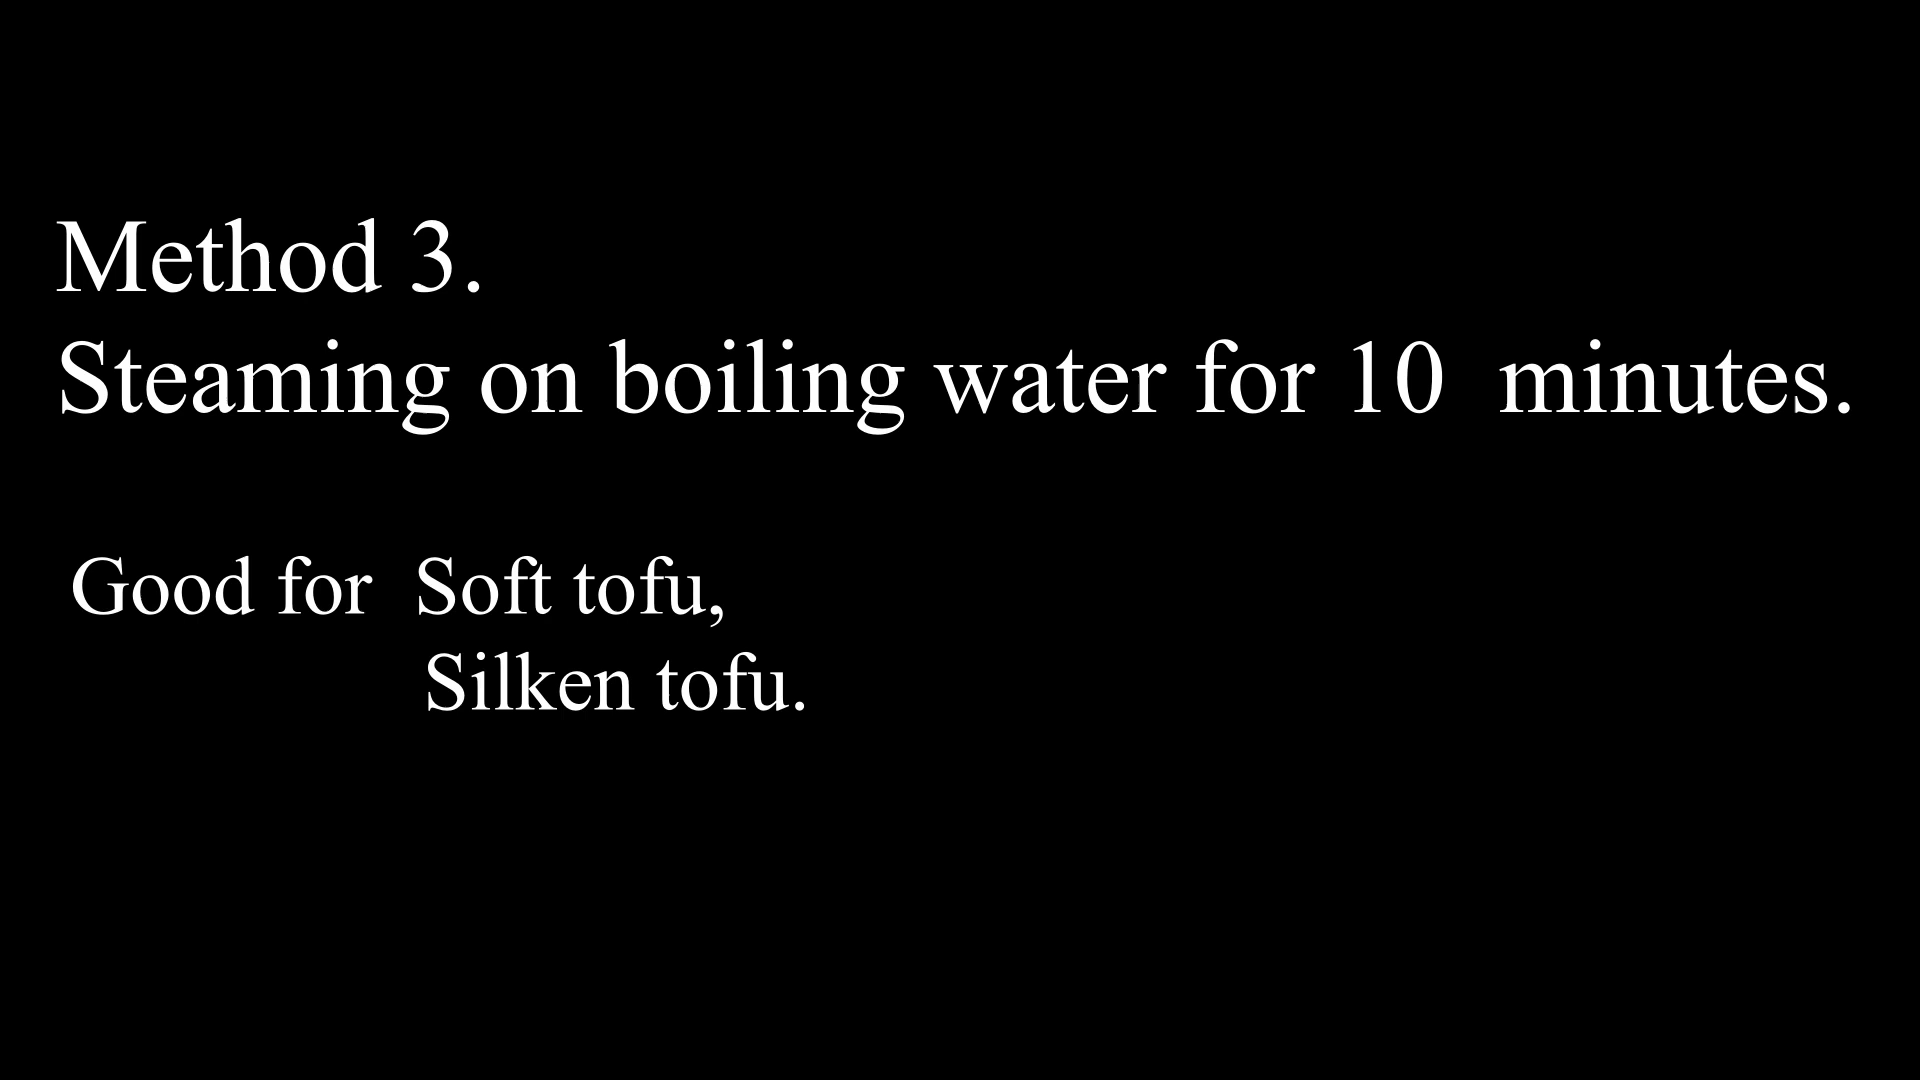 Method 3.
Steaming on boiling water for 10  minutes.
Good for  Soft tofu,
Silken tofu.